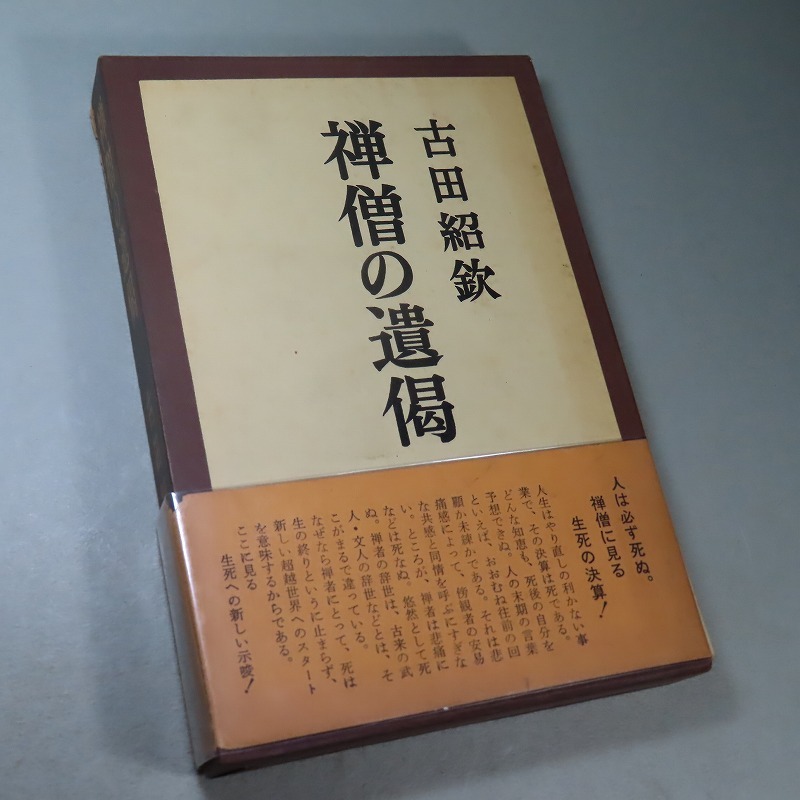 古田紹欽
禅僧の遺偈
人は必ず死ぬ。
禅僧に見る
生死の決算!
人生はやり直しの利かない事
業で、その決算は死である。
どんな知恵も、死後の自分を
予想できぬ。人の末期の言葉
といえば、おおむね往前の回
顧か未練かである。それは悲
痛感によって、傍観者の安易
な共感と同情を呼ぶにすぎな
い。ところが、禅者は悲痛に
などは死なぬ。悠然として死
ぬ。禅者の辞世は、古来の武
人・文人の辞世などとは、そ
こがまるで違っている。
なぜなら禅者にとって、死は
生の終りというに止まらず、
新しい超越世界へのスタート
を意味するからである。
ここに見る
生死への新しい示唆!